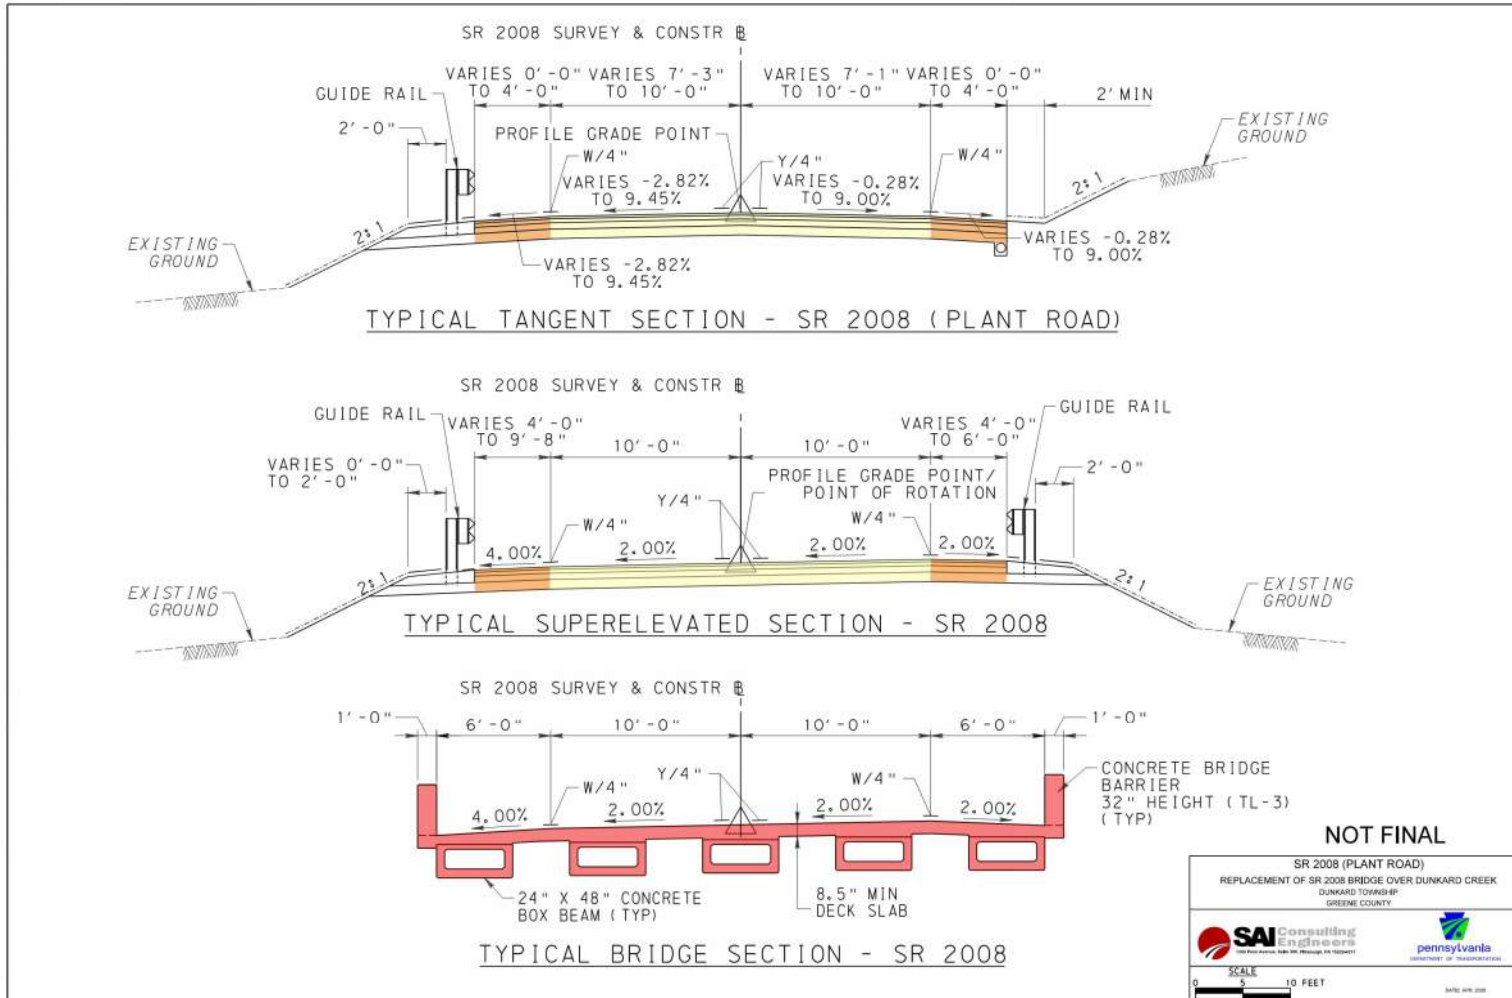 SR 2008 SURVEY & CONSTR ℄
VARIES 0'-0"
TO 4'-0"
VARIES 7'-3"
TO 10'-0"
VARIES 7'-1"
TO 10'-0"
VARIES 0'-0"
TO 4'-0"
2' MIN
GUIDE RAIL
2'-0"
PROFILE GRADE POINT
W/4"
Y/4"
W/4"
EXISTING
GROUND
2:1
VARIES -2.82%
TO 9.45%
VARIES -0.28%
TO 9.00%
2:1
EXISTING
GROUND
VARIES -2.82%
TO 9.45%
VARIES -0.28%
TO 9.00%
TYPICAL TANGENT SECTION - SR 2008 (PLANT ROAD)
SR 2008 SURVEY & CONSTR ℄
GUIDE RAIL
VARIES 4'-0"
TO 9'-8"
10'-0"
10'-0"
VARIES 4'-0"
TO 6'-0"
GUIDE RAIL
VARIES 0'-0"
TO 2'-0"
2'-0"
PROFILE GRADE POINT/
POINT OF ROTATION
Y/4"
W/4"
W/4"
4.00%
2.00%
2.00%
2.00%
2:1
2:1
EXISTING
GROUND
EXISTING
GROUND
TYPICAL SUPERELEVATED SECTION - SR 2008
SR 2008 SURVEY & CONSTR ℄
1'-0"
6'-0"
10'-0"
10'-0"
6'-0"
1'-0"
W/4"
Y/4"
W/4"
4.00%
2.00%
2.00%
2.00%
CONCRETE BRIDGE
BARRIER
32" HEIGHT (TL-3)
(TYP)
24" X 48" CONCRETE
BOX BEAM (TYP)
8.5" MIN
DECK SLAB
TYPICAL BRIDGE SECTION - SR 2008
NOT FINAL
SR 2008 (PLANT ROAD)
REPLACEMENT OF SR 2008 BRIDGE OVER DUNKARD CREEK
DUNKARD TOWNSHIP
GREENE COUNTY
SAI Consulting
Engineers
pennsylvania
DEPARTMENT OF TRANSPORTATION
SCALE
0 5 10 FEET